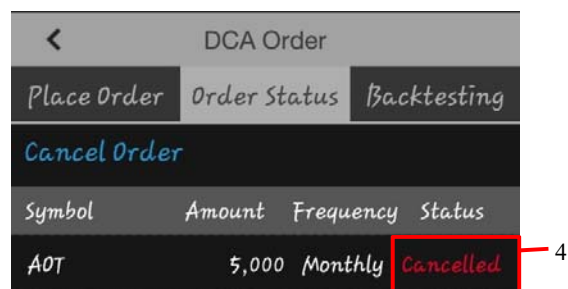 DCA Order
Place Order Order Status Backtesting
Cancel Order
Symbol Amount Frequency Status
AOT 5,000 Monthly Cancelled 4